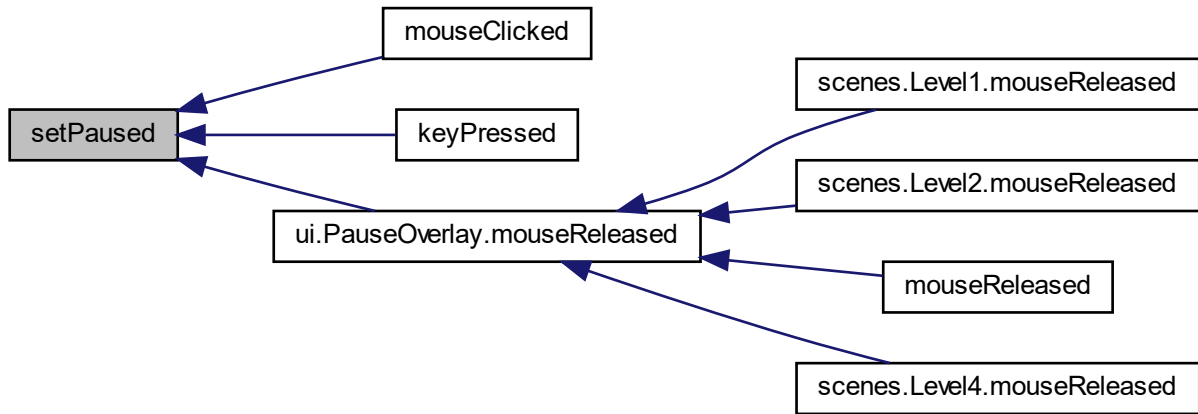 setPaused
mouseClicked
keyPressed
ui.PauseOverlay.mouseReleased
scenes.Level1.mouseReleased
scenes.Level2.mouseReleased
mouseReleased
scenes.Level4.mouseReleased